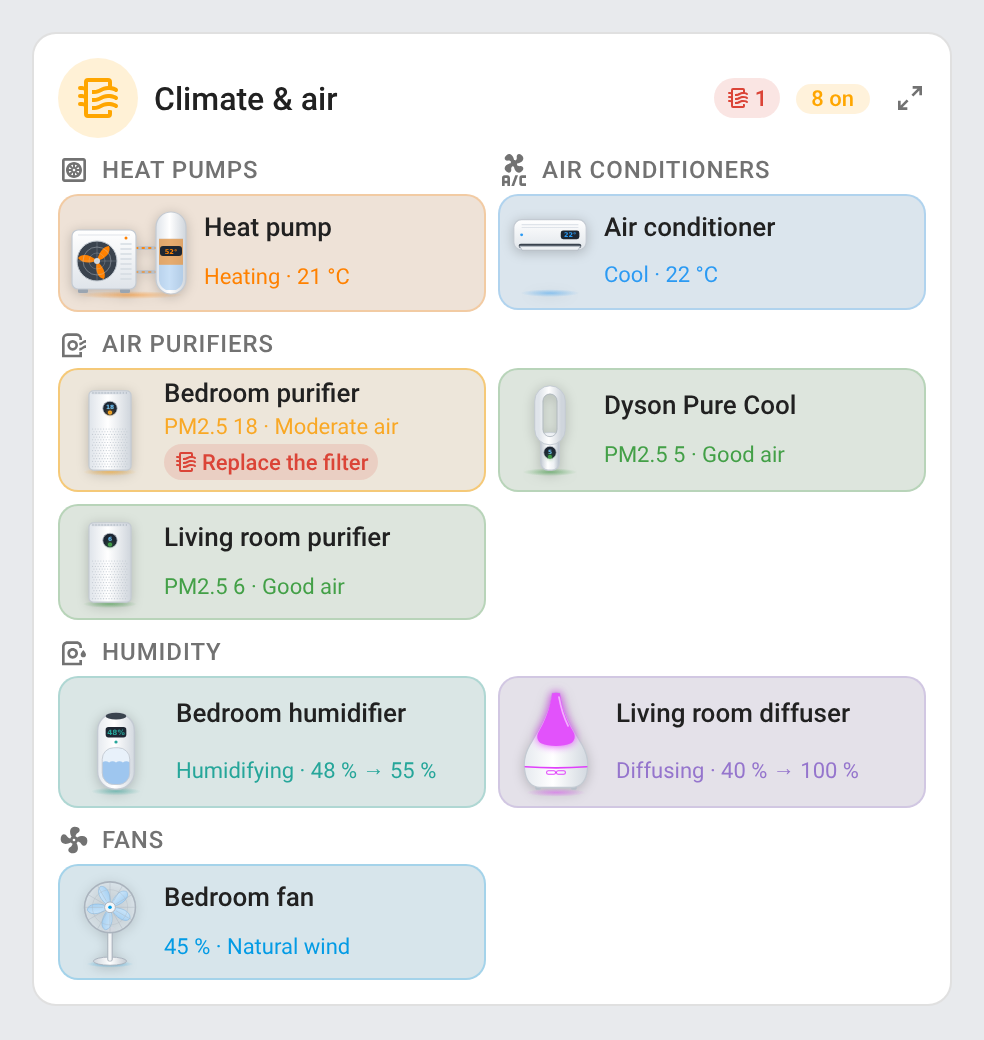 Climate & air
1
8 on
HEAT PUMPS
A/C
AIR CONDITIONERS
52°
Heat pump
Heating · 21 °C
22°
Air conditioner
Cool · 22 °C
AIR PURIFIERS
18
Bedroom purifier
PM2.5 18 · Moderate air
Replace the filter
5
Dyson Pure Cool
PM2.5 5 · Good air
6
Living room purifier
PM2.5 6 · Good air
HUMIDITY
48%
Bedroom humidifier
Humidifying · 48 % → 55 %
Living room diffuser
Diffusing · 40 % → 100 %
FANS
Bedroom fan
45 % · Natural wind